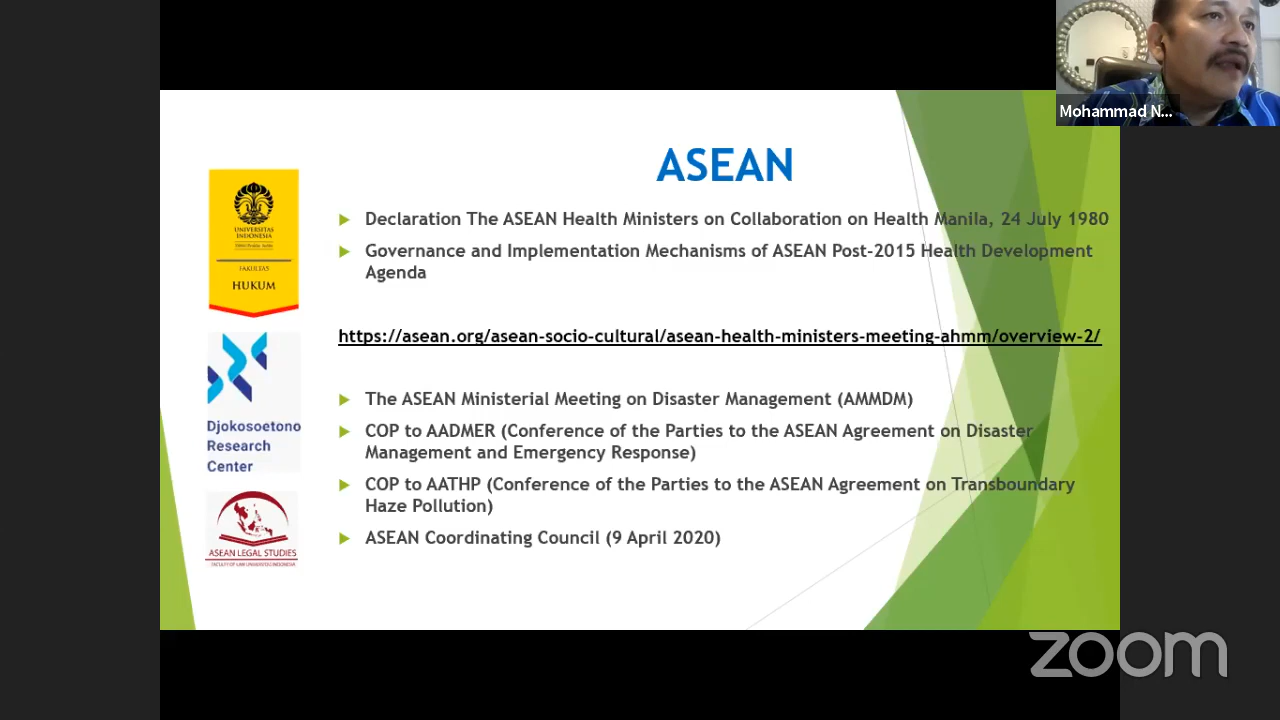 Mohammad N...
ASEAN
Declaration The ASEAN Health Ministers on Collaboration on Health Manila, 24 July 1980
Governance and Implementation Mechanisms of ASEAN Post-2015 Health Development
Agenda
https://asean.org/asean-socio-cultural/asean-health-ministers-meeting-ahmm/overview-2/
The ASEAN Ministerial Meeting on Disaster Management (AMMDM)
COP to AADMER (Conference of the Parties to the ASEAN Agreement on Disaster
Management and Emergency Response)
COP to AATHP (Conference of the Parties to the ASEAN Agreement on Transboundary
Haze Pollution)
ASEAN Coordinating Council (9 April 2020)
UNIVERSITAS
INDONESIA
FAKULTAS
HUKUM
Djokosoetono
Research
Center
ASEAN LEGAL STUDIES
FACULTY OF LAW UNIVERSITAS INDONESIA
zoom